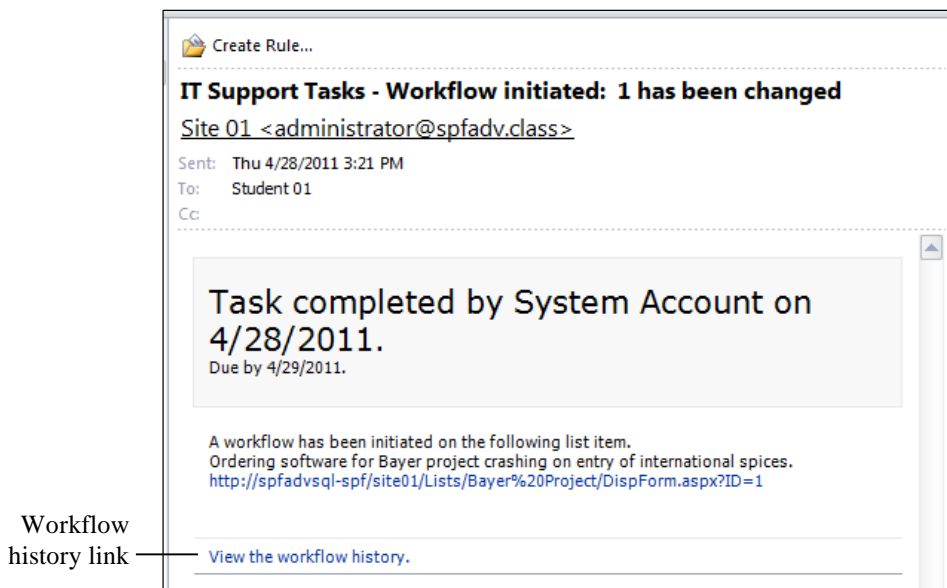 Create Rule...
IT Support Tasks - Workflow initiated:  1 has been changed
Site 01 <administrator@spfadv.class>
Sent: Thu 4/28/2011 3:21 PM
To: Student 01
Cc:
Task completed by System Account on
4/28/2011.
Due by 4/29/2011.
A workflow has been initiated on the following list item.
Ordering software for Bayer project crashing on entry of international spices.
http://spfadvsql-spf/site01/Lists/Bayer%20Project/DispForm.aspx?ID=1
Workflow
history link
View the workflow history.